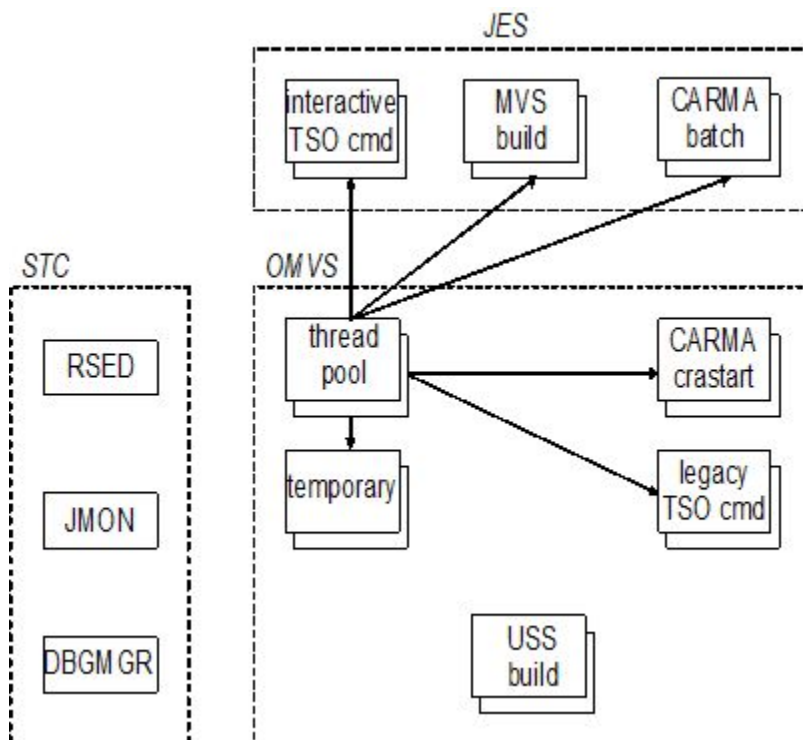 JES
interactive
TSO cmd
MVS
build
CARMA
batch
STC
OMVS
RSED
JMON
DBGMGR
thread
pool
CARMA
crastart
temporary
legacy
TSO cmd
USS
build